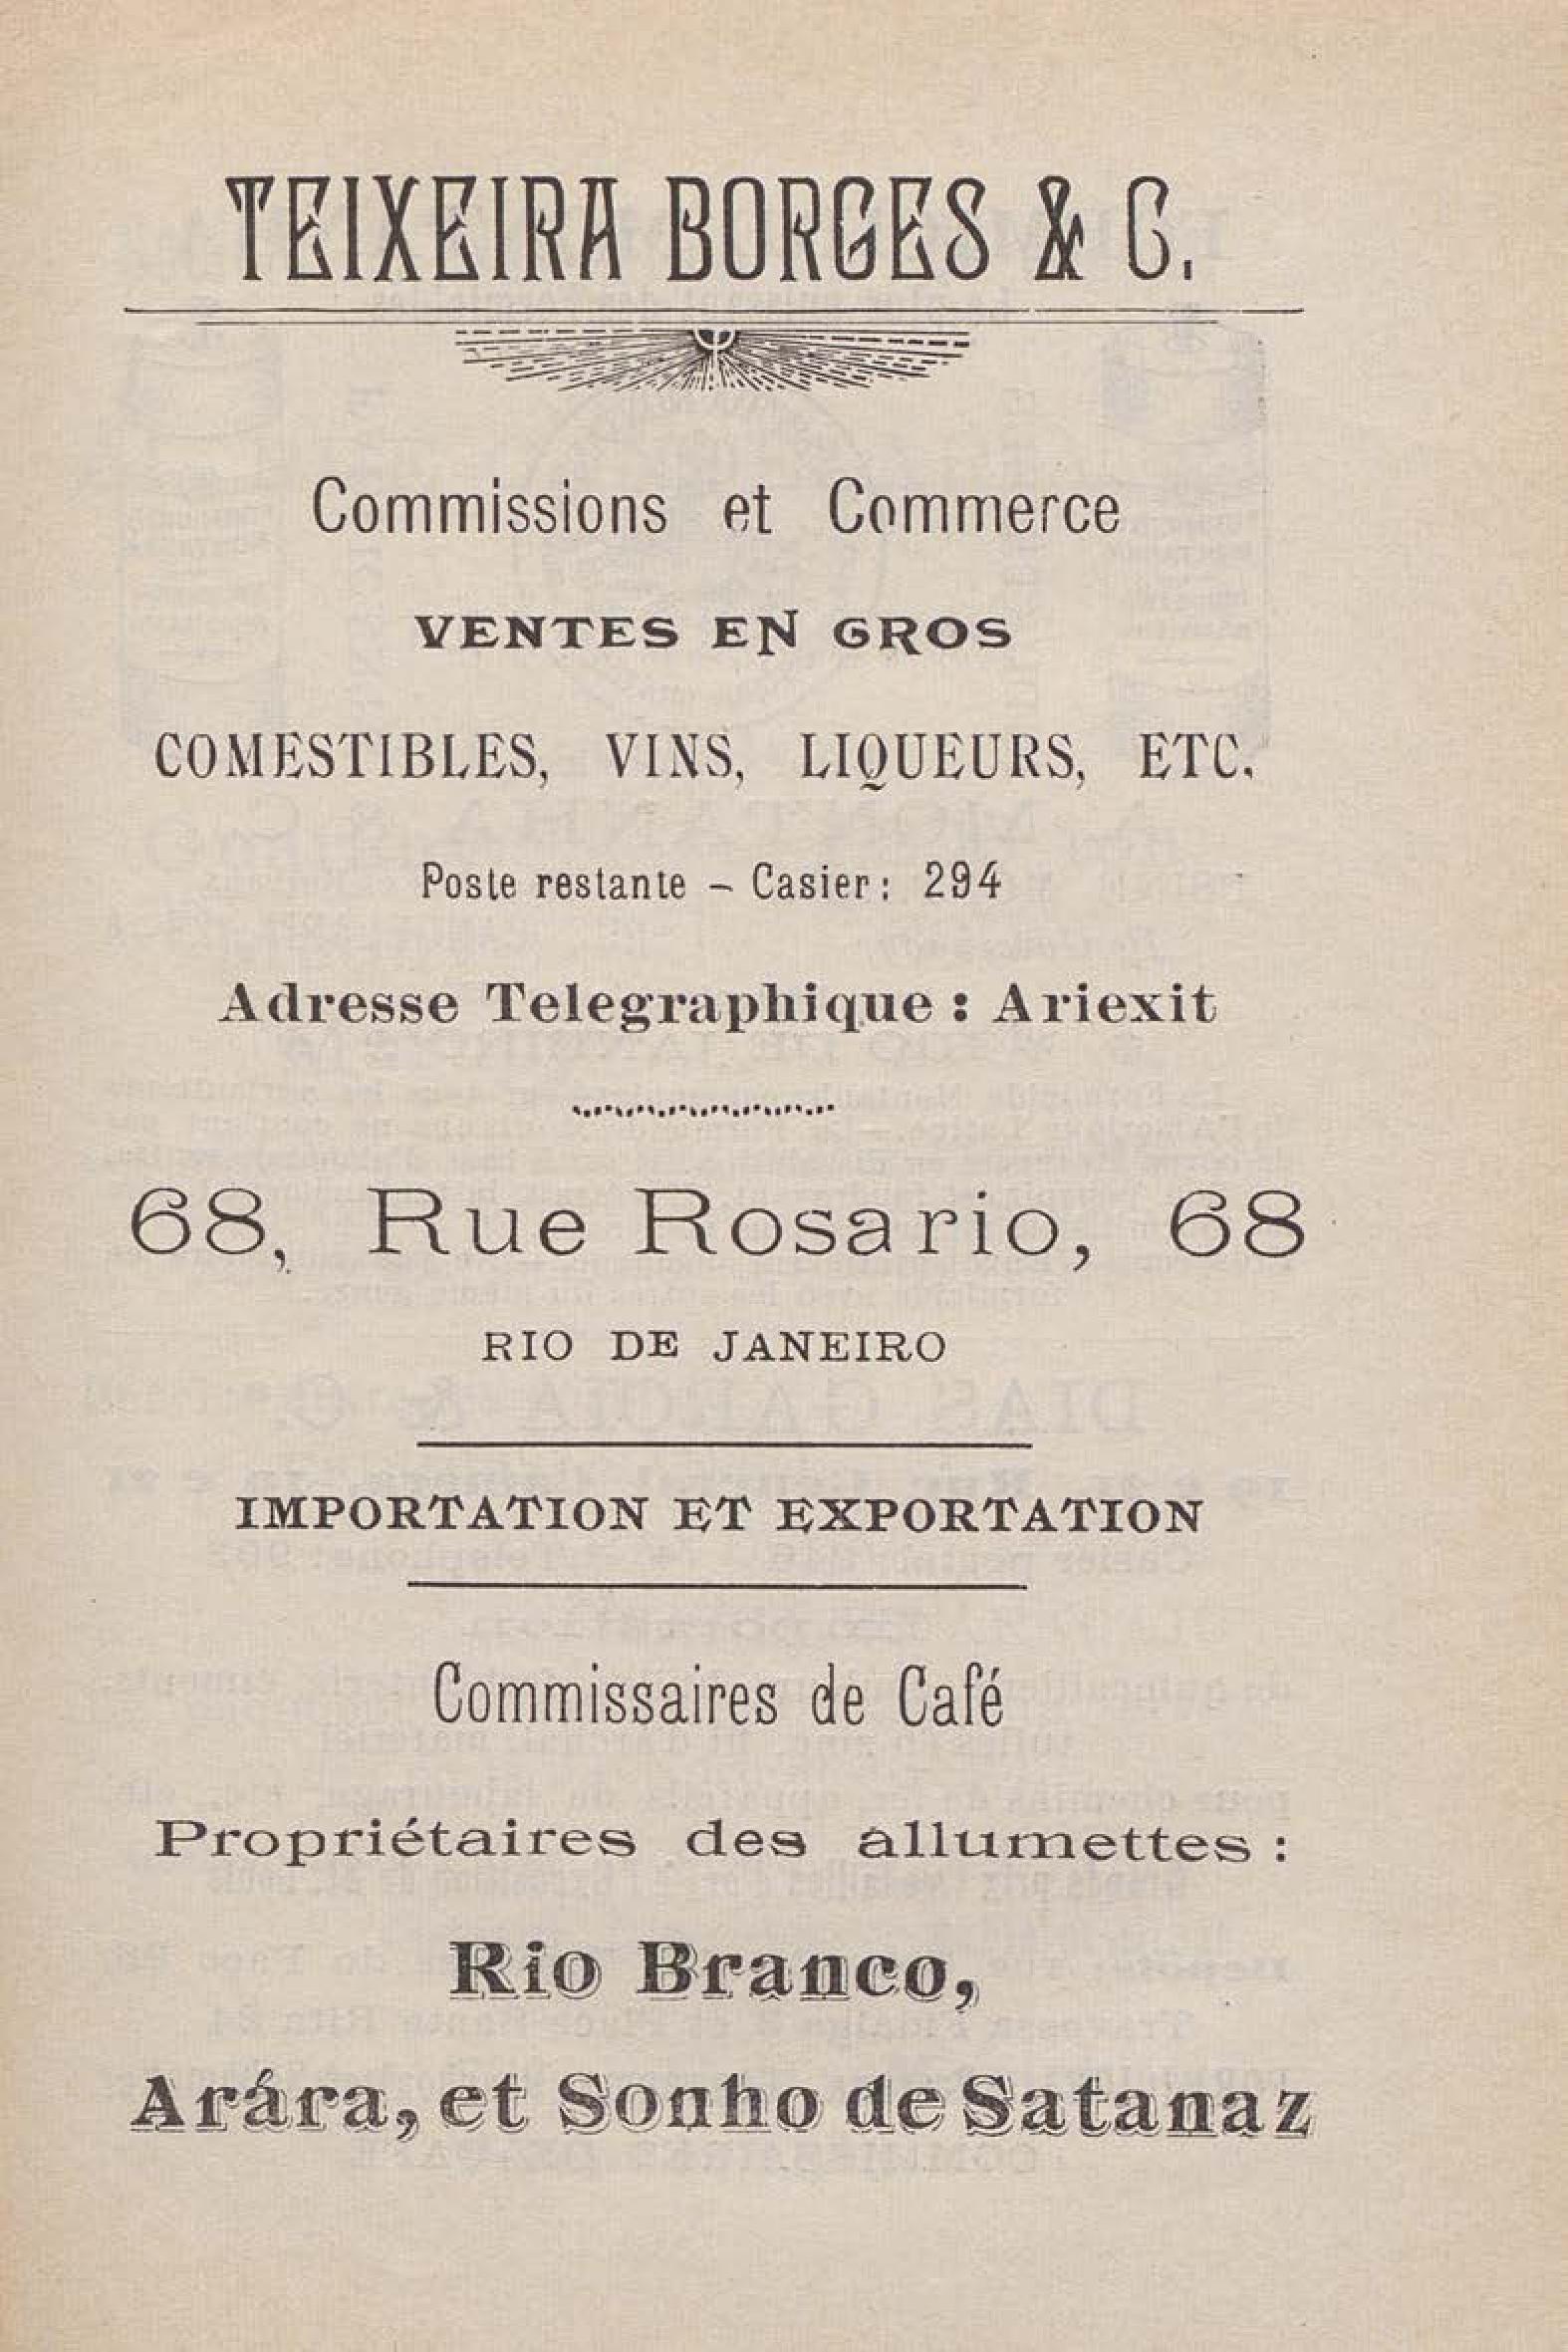 TEIXEIRA BORGES & C.
Commissions et Commerce
VENTES EN GROS
COMESTIBLES, VINS, LIQUEURS, ETC.
Poste restante – Casier: 294
Adresse Telegraphique : Ariexit
68, Rue Rosario, 68
RIO DE JANEIRO
IMPORTATION ET EXPORTATION
Commissaires de Café
Propriétaires des allumettes :
Rio Branco,
Arára, et Sonho de Satanaz